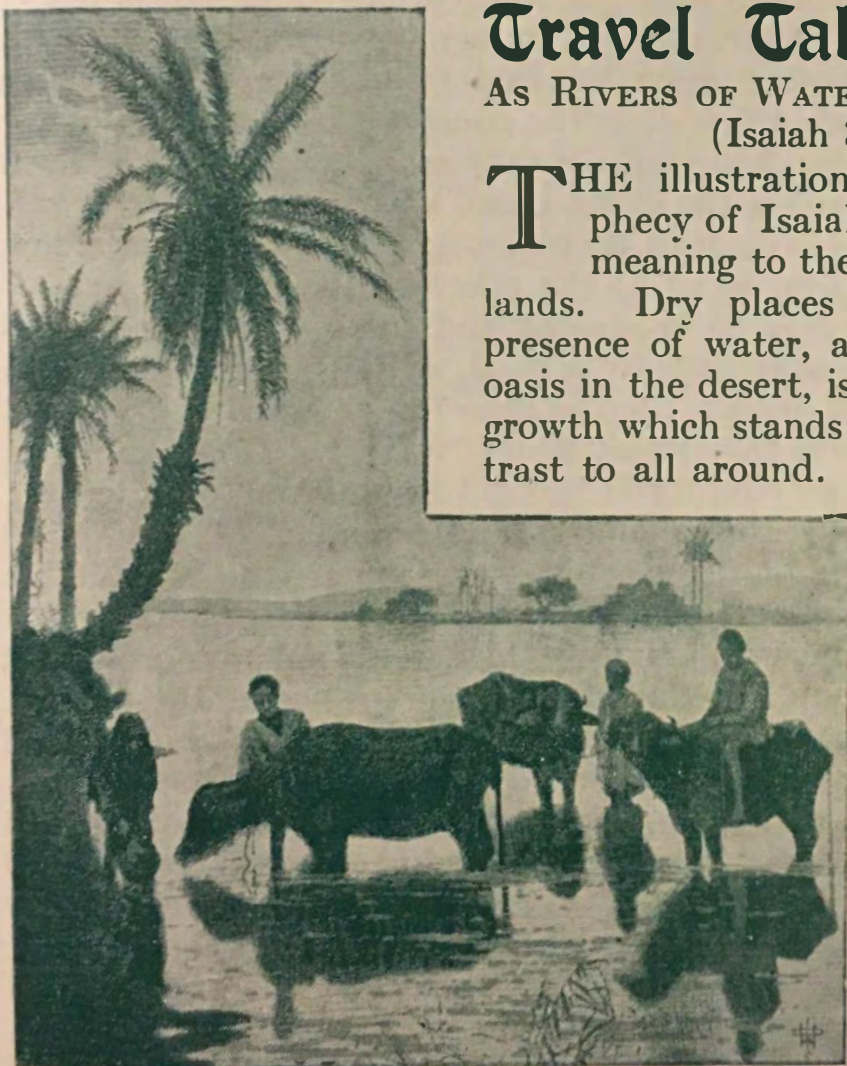 Travel Tal
As Rivers of Wate
(Isaiah 3
THE illustration
phecy of Isaia
meaning to the
lands. Dry places
presence of water, a
oasis in the desert, is
growth which stands
trast to all around.